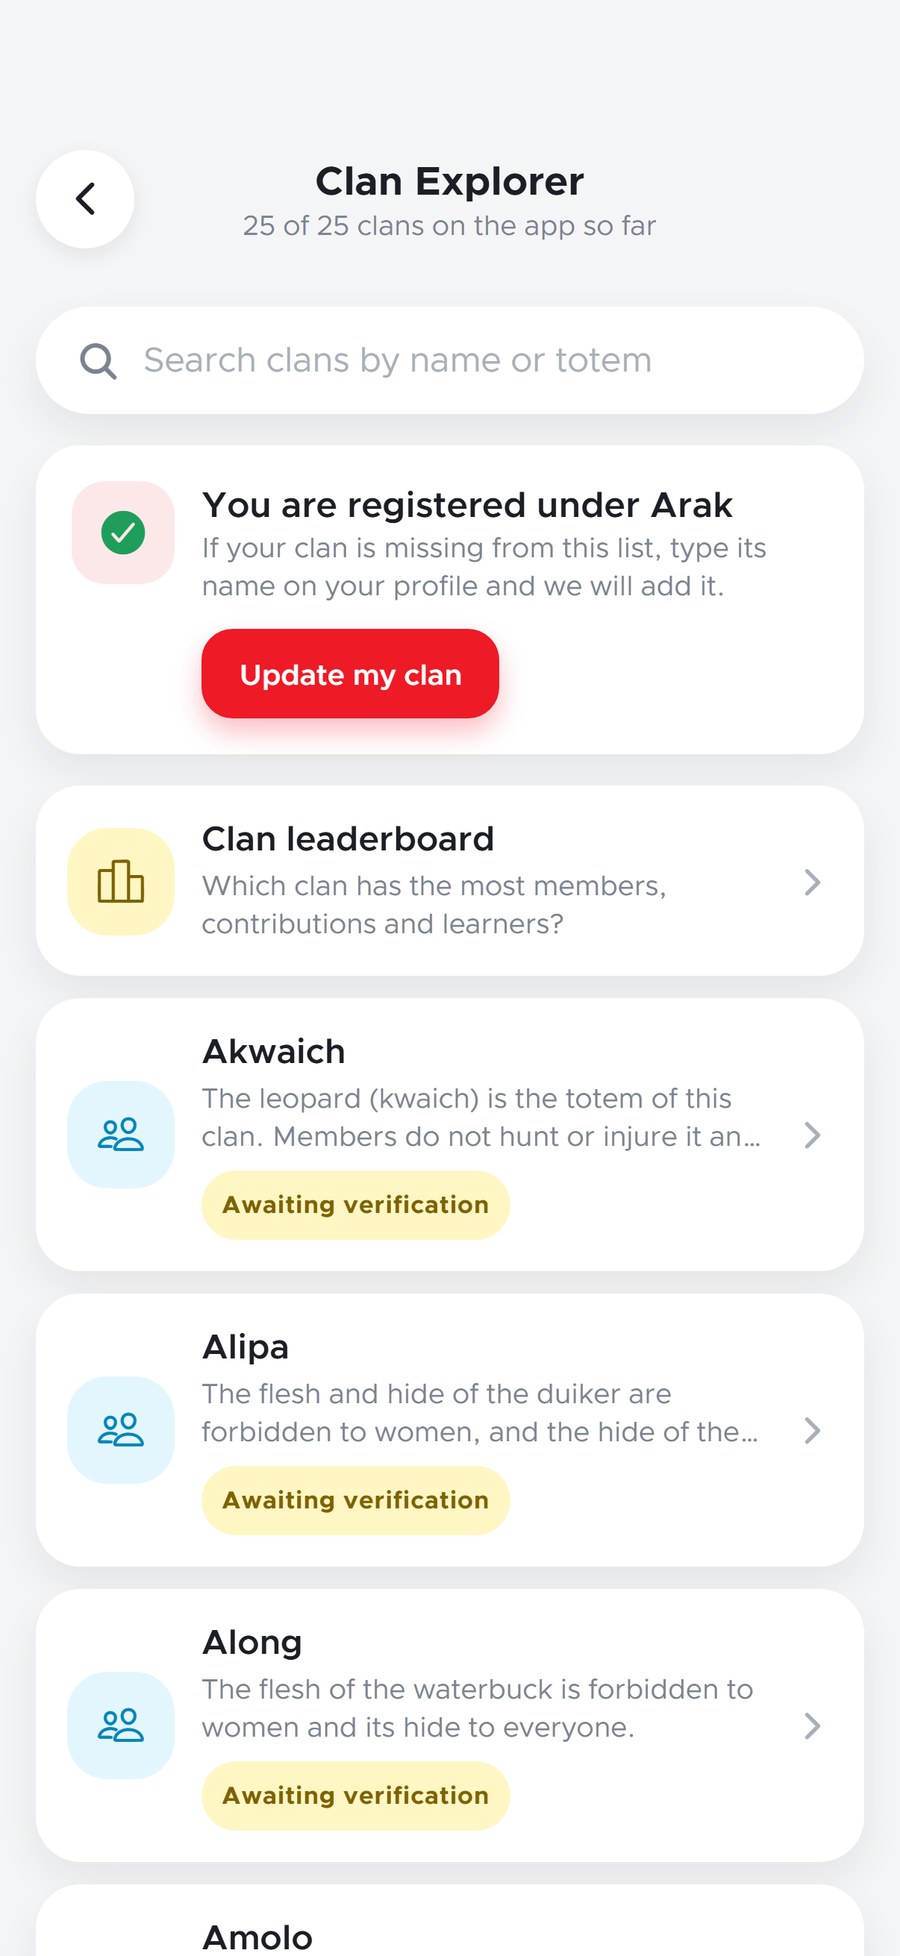 Clan Explorer
25 of 25 clans on the app so far
Search clans by name or totem
You are registered under Arak
If your clan is missing from this list, type its
name on your profile and we will add it.
Update my clan
Clan leaderboard
Which clan has the most members,
contributions and learners?
Akwaich
The leopard (kwaich) is the totem of this
clan. Members do not hunt or injure it an…
Awaiting verification
Alipa
The flesh and hide of the duiker are
forbidden to women, and the hide of the…
Awaiting verification
Along
The flesh of the waterbuck is forbidden to
women and its hide to everyone.
Awaiting verification
Amolo